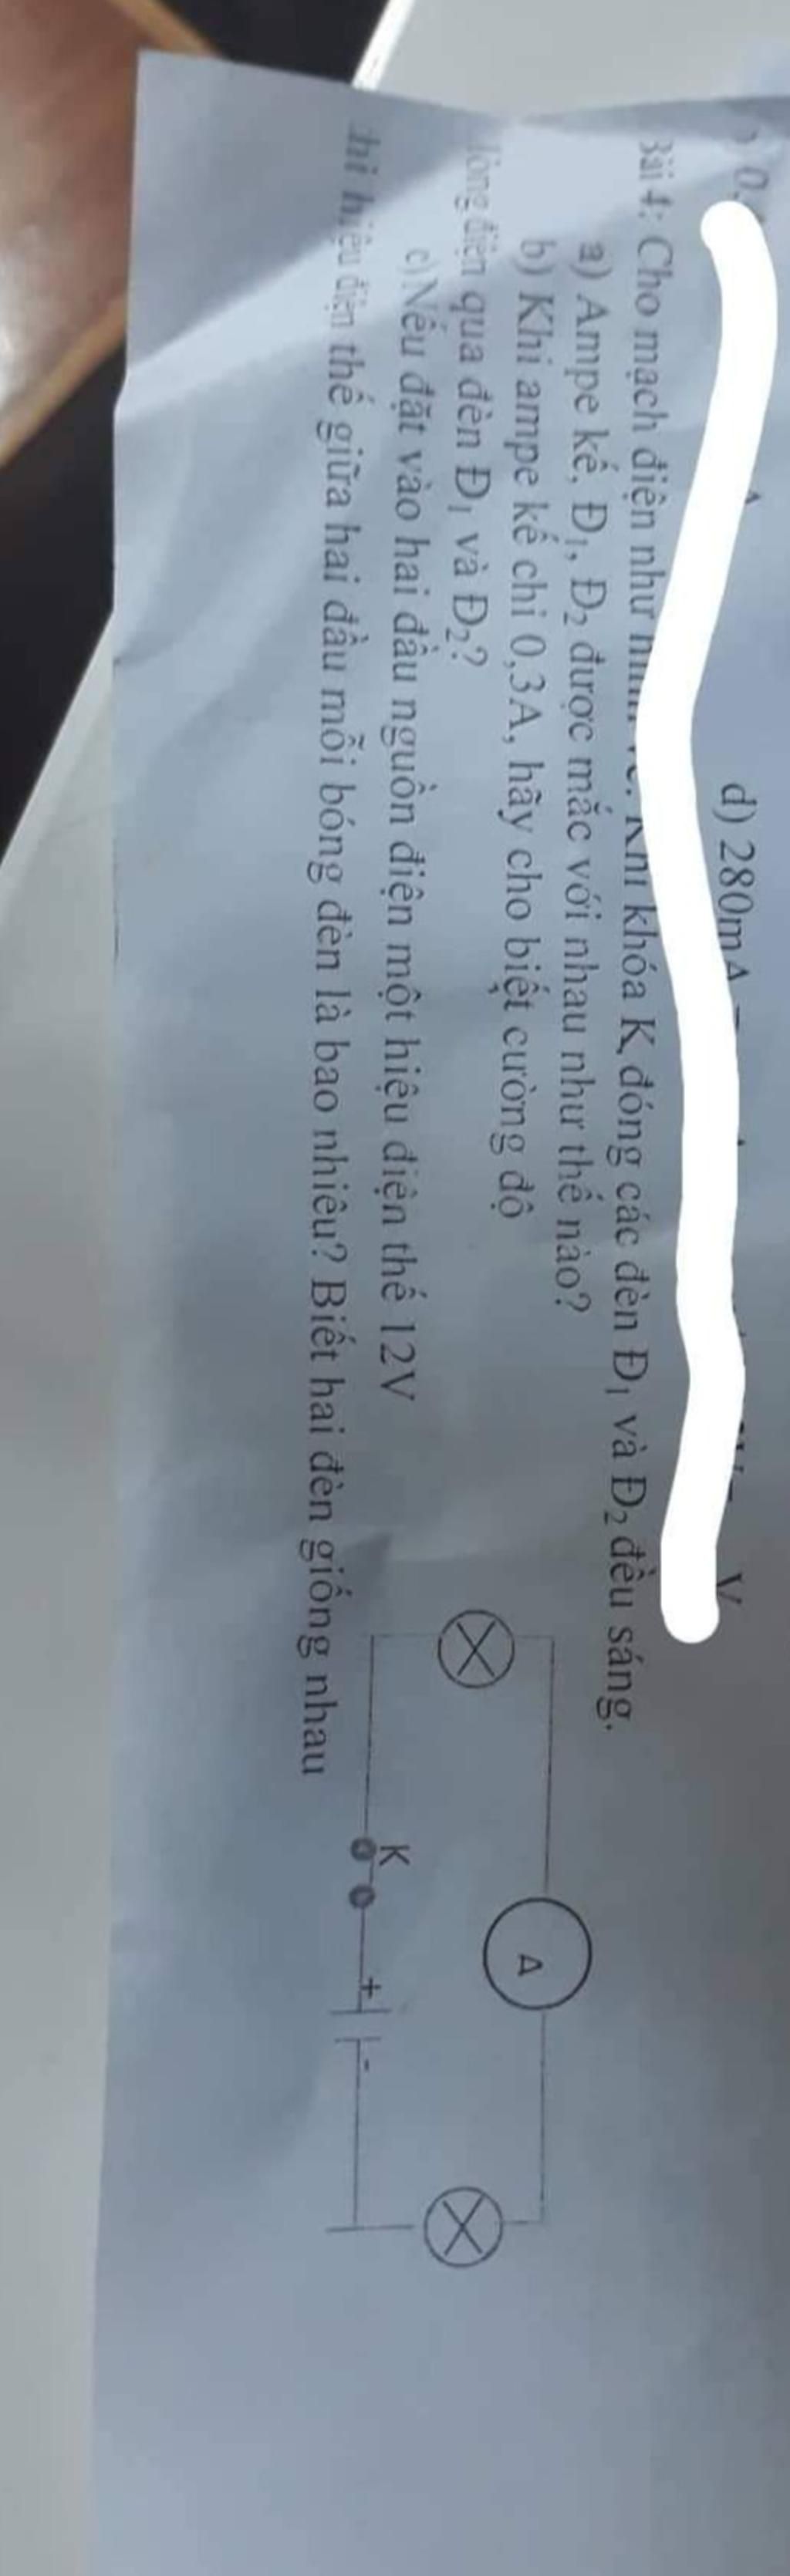 d) 280mA
V
Bài 4: Cho mạch điện như khóa K đóng các đèn Đ₁ và Đ₂ đều sáng.
a) Ampe kế, Đ₁, Đ₂ được mắc với nhau như thế nào?
b) Khi ampe kế chỉ 0,3A, hãy cho biết cường độ
dòng điện qua đèn Đ₁ và Đ₂?
c) Nếu đặt vào hai đầu nguồn điện một hiệu điện thế 12V
hiệu điện thế giữa hai đầu mỗi bóng đèn là bao nhiêu? Biết hai đèn giống nhau
A
K
+ -